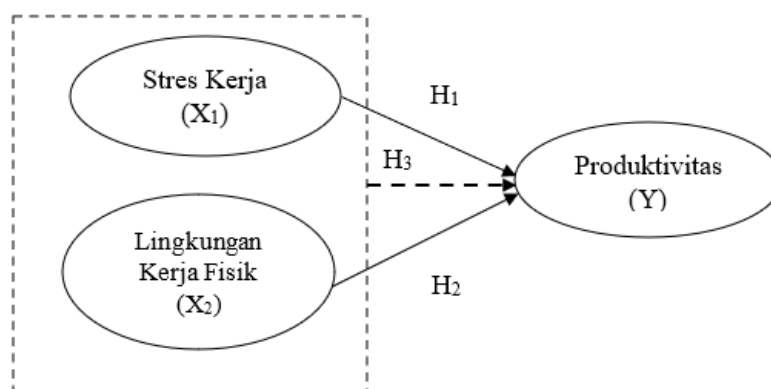 Stres Kerja
(X₁)
H₁
H₃
Produktivitas
(Y)
Lingkungan
Kerja Fisik
(X₂)
H₂